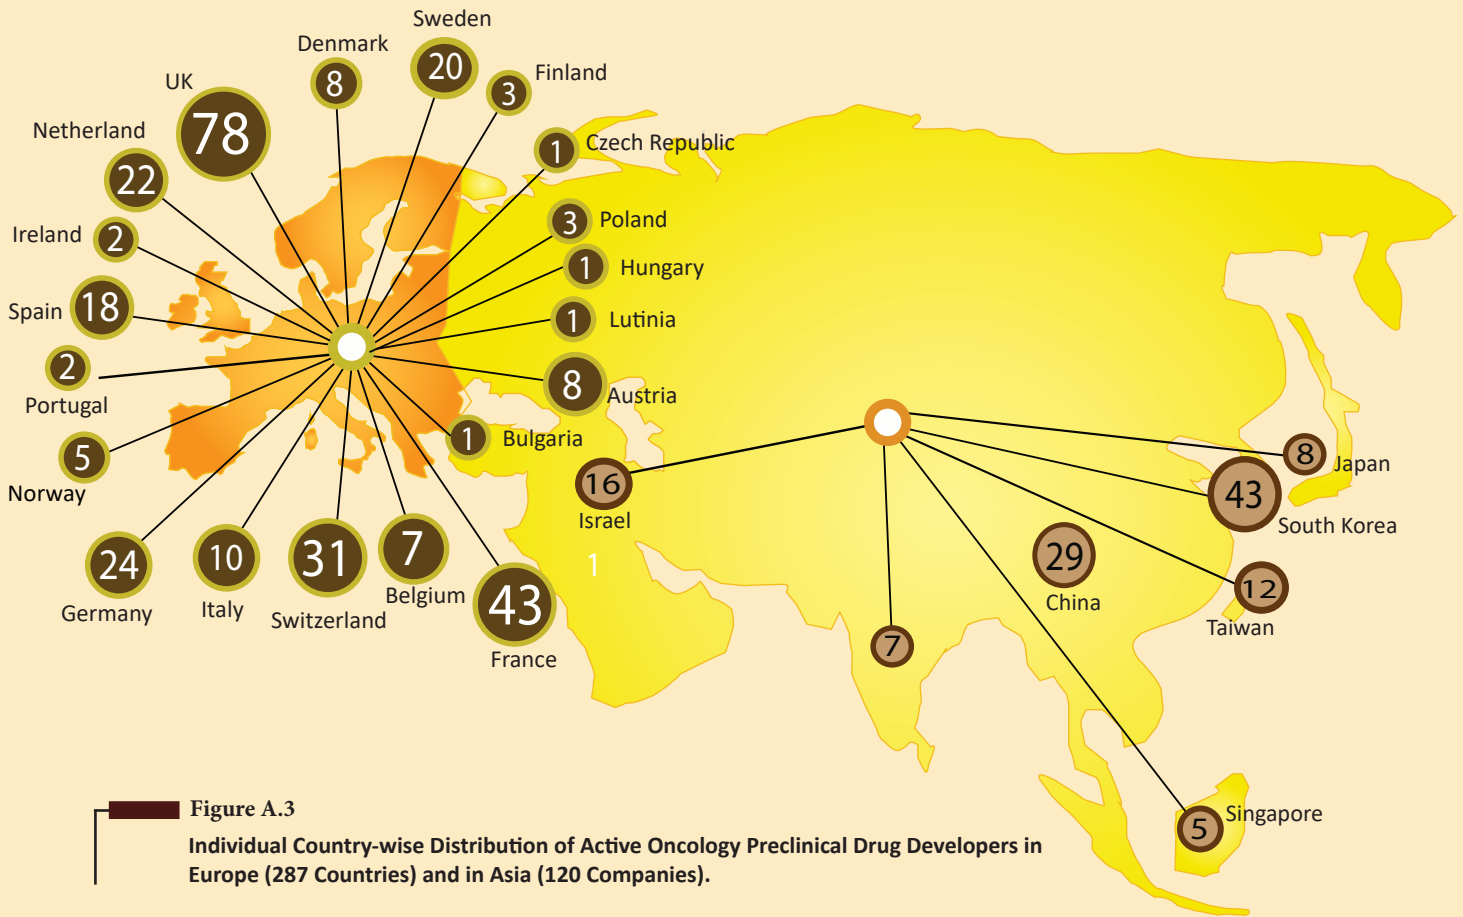 Sweden
20
Denmark
8
Finland
3
UK
78
Czech Republic
1
Netherland
22
Poland
3
Ireland
2
Hungary
1
Spain
18
Lutinia
1
Portugal
2
Austria
8
Bulgaria
1
Norway
5
Germany
24
Italy
10
Switzerland
31
Belgium
7
France
43
Israel
16
1
Japan
8
South Korea
43
China
29
Taiwan
12
7
Singapore
5
Figure A.3
Individual Country-wise Distribution of Active Oncology Preclinical Drug Developers in
Europe (287 Countries) and in Asia (120 Companies).